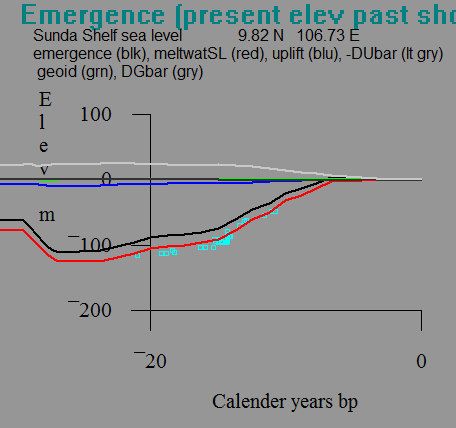 Emergence (present elev past sho
Sunda Shelf sea level 9.82 N 106.73 E
emergence (blk), meltwatSL (red), uplift (blu), -DUbar (lt gry)
geoid (grn), DGbar (gry)
E
l
e
v
m
100
0
‾100
‾200
‾20
0
Calender years bp